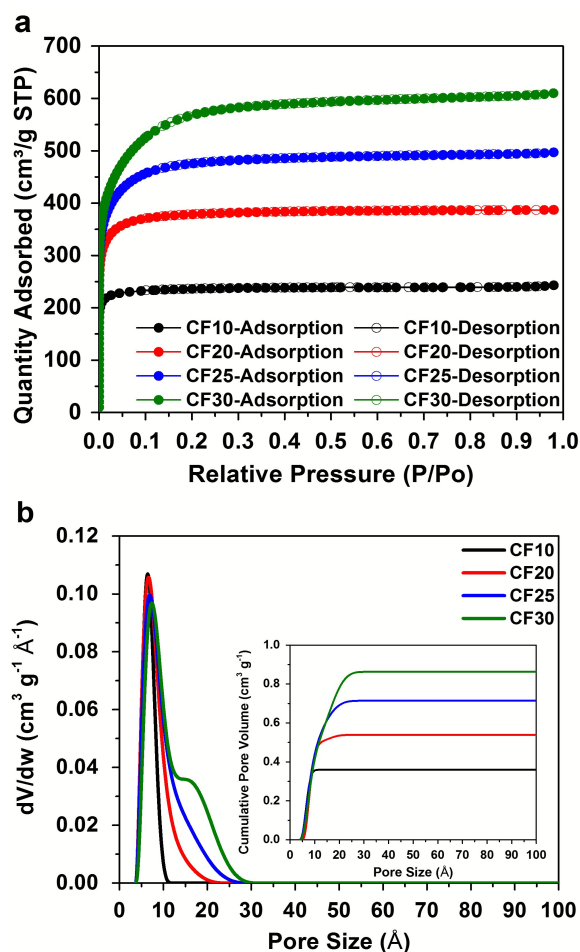 a
700
600
500
400
300
200
100
0
Quantity Adsorbed (cm³/g STP)
CF10-Adsorption CF10-Desorption
CF20-Adsorption CF20-Desorption
CF25-Adsorption CF25-Desorption
CF30-Adsorption CF30-Desorption
0.0 0.1 0.2 0.3 0.4 0.5 0.6 0.7 0.8 0.9 1.0
Relative Pressure (P/Po)
b
0.12
0.10
0.08
0.06
0.04
0.02
0.00
dV/dw (cm³ g⁻¹ Å⁻¹)
CF10
CF20
CF25
CF30
1.0
0.8
0.6
0.4
0.2
0.0
Cumulative Pore Volume (cm³ g⁻¹)
0 10 20 30 40 50 60 70 80 90 100
Pore Size (Å)
0 10 20 30 40 50 60 70 80 90 100
Pore Size (Å)